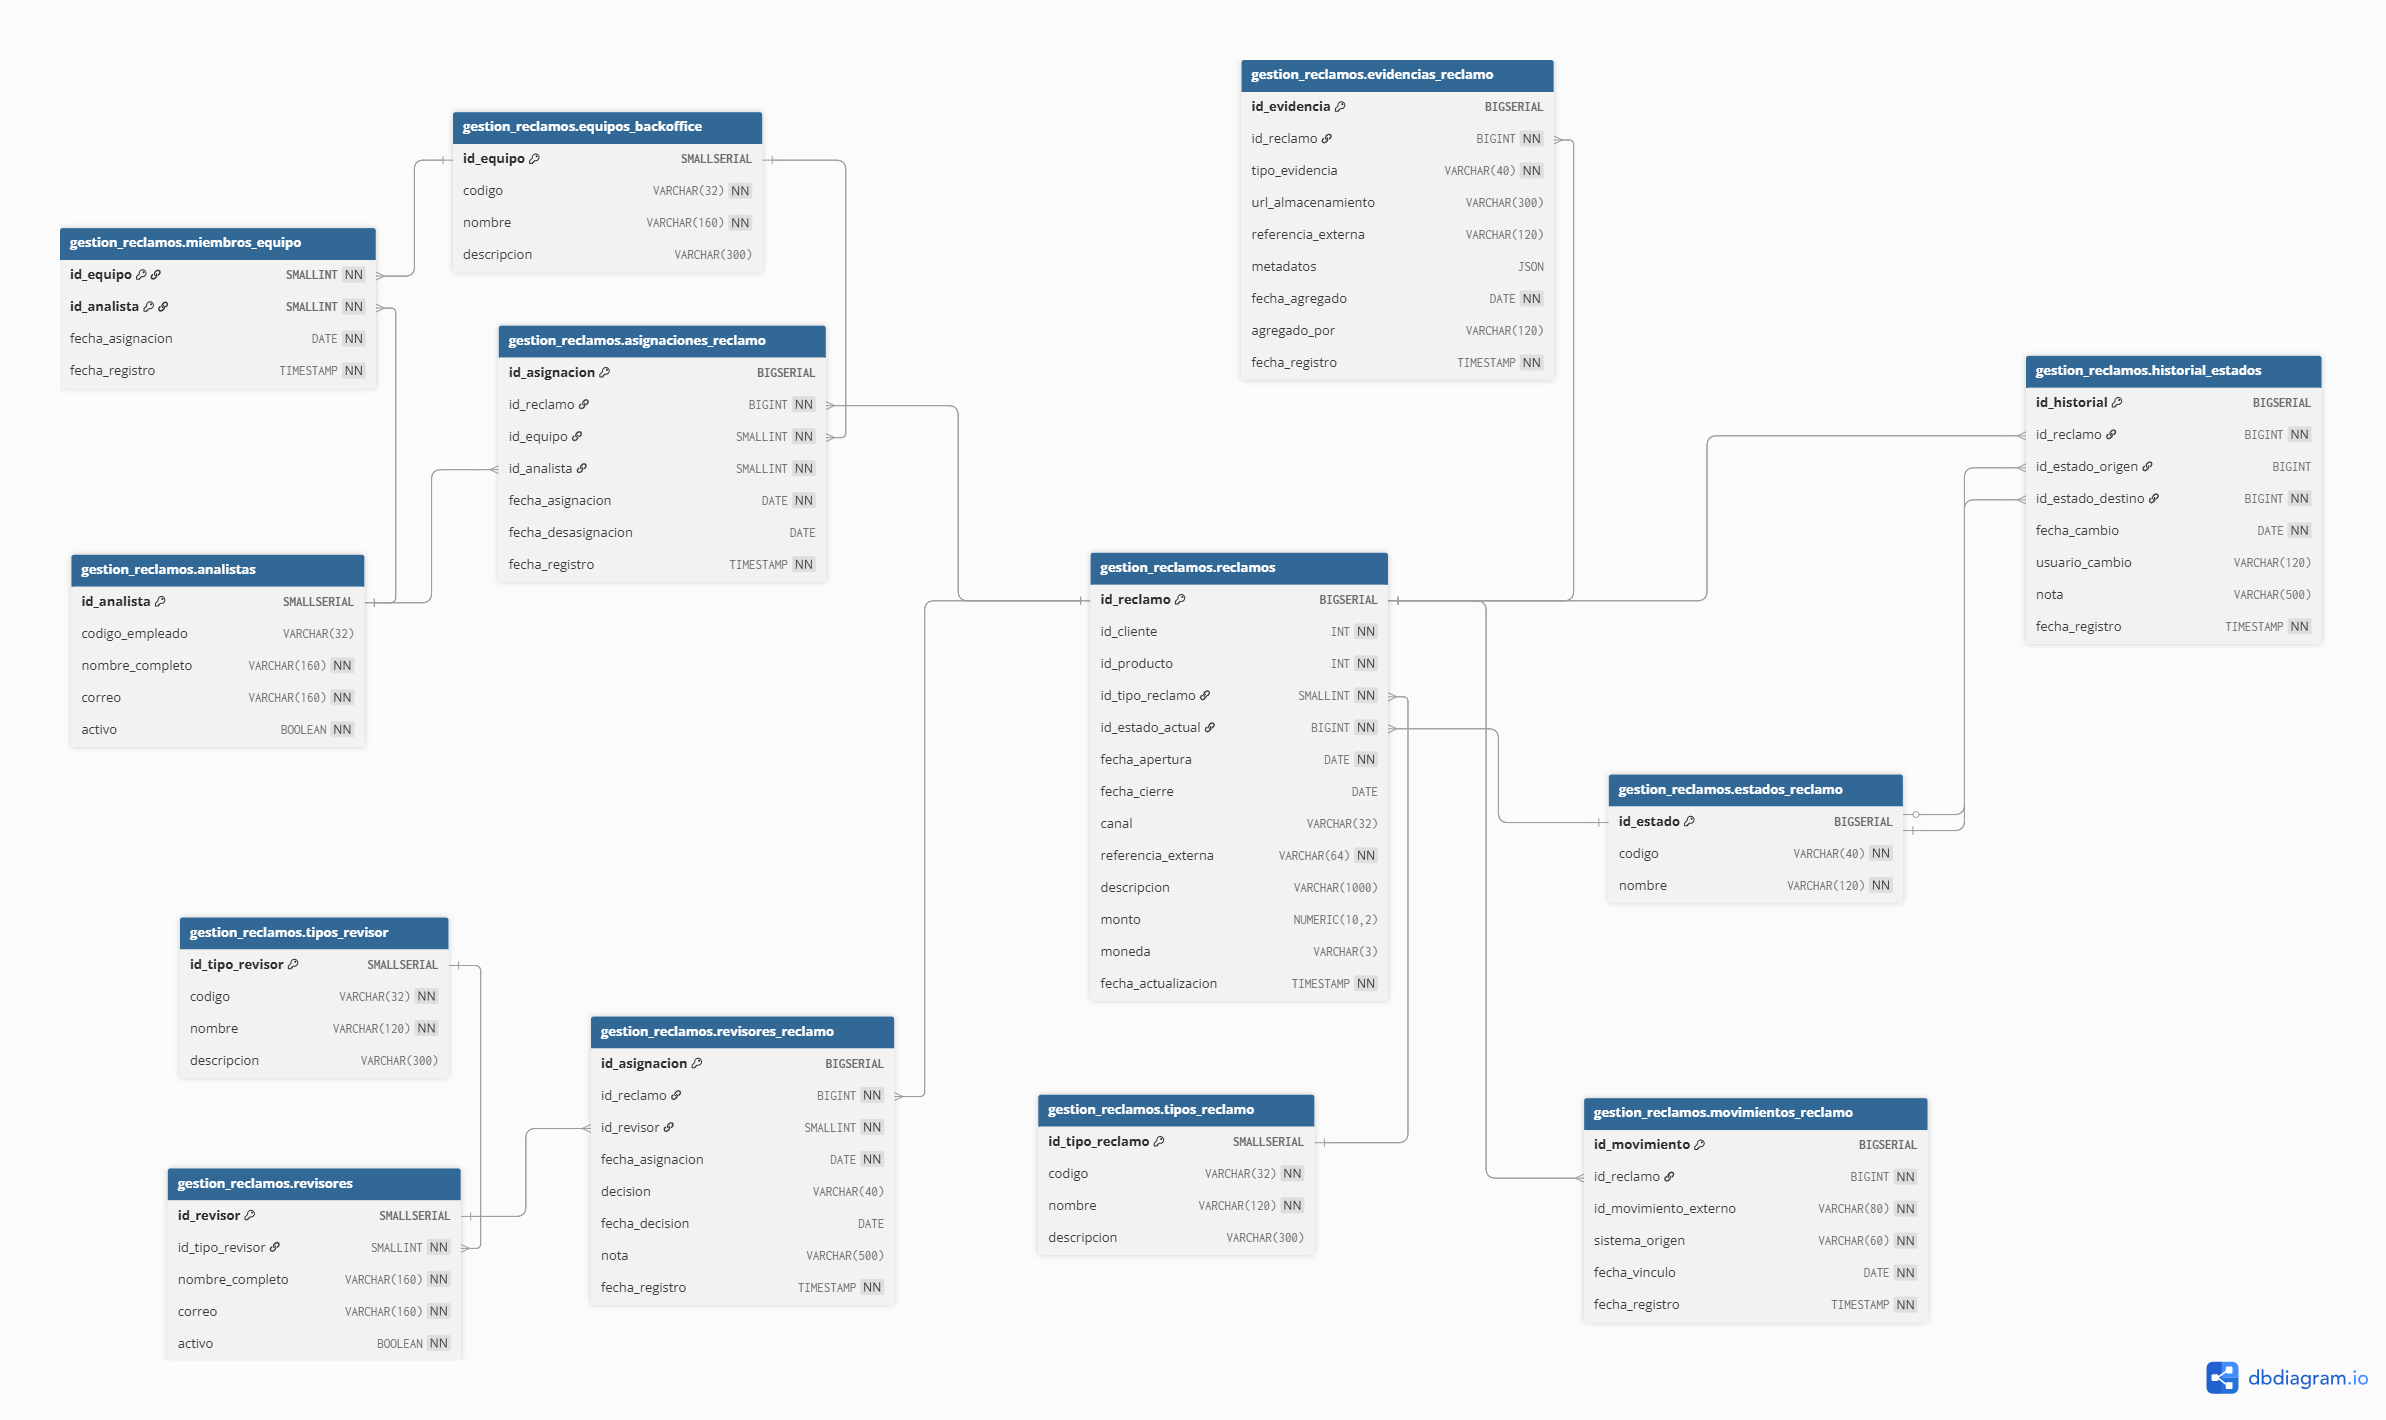 gestion_reclamos.evidencias_reclamo
id_evidencia BIGSERIAL
id_reclamo BIGINT NN
tipo_evidencia VARCHAR(40) NN
url_almacenamiento VARCHAR(300)
referencia_externa VARCHAR(120)
metadatos JSON
fecha_agregado DATE NN
agregado_por VARCHAR(120)
fecha_registro TIMESTAMP NN
gestion_reclamos.equipos_backoffice
id_equipo SMALLSERIAL
codigo VARCHAR(32) NN
nombre VARCHAR(160) NN
descripcion VARCHAR(300)
gestion_reclamos.miembros_equipo
id_equipo SMALLINT NN
id_analista SMALLINT NN
fecha_asignacion DATE NN
fecha_registro TIMESTAMP NN
gestion_reclamos.asignaciones_reclamo
id_asignacion BIGSERIAL
id_reclamo BIGINT NN
id_equipo SMALLINT NN
id_analista SMALLINT NN
fecha_asignacion DATE NN
fecha_desasignacion DATE
fecha_registro TIMESTAMP NN
gestion_reclamos.historial_estados
id_historial BIGSERIAL
id_reclamo BIGINT NN
id_estado_origen BIGINT
id_estado_destino BIGINT NN
fecha_cambio DATE NN
usuario_cambio VARCHAR(120)
nota VARCHAR(500)
fecha_registro TIMESTAMP NN
gestion_reclamos.analistas
id_analista SMALLSERIAL
codigo_empleado VARCHAR(32)
nombre_completo VARCHAR(160) NN
correo VARCHAR(160) NN
activo BOOLEAN NN
gestion_reclamos.reclamos
id_reclamo BIGSERIAL
id_cliente INT NN
id_producto INT NN
id_tipo_reclamo SMALLINT NN
id_estado_actual BIGINT NN
fecha_apertura DATE NN
fecha_cierre DATE
canal VARCHAR(32)
referencia_externa VARCHAR(64) NN
descripcion VARCHAR(1000)
monto NUMERIC(10,2)
moneda VARCHAR(3)
fecha_actualizacion TIMESTAMP NN
gestion_reclamos.estados_reclamo
id_estado BIGSERIAL
codigo VARCHAR(40) NN
nombre VARCHAR(120) NN
gestion_reclamos.tipos_revisor
id_tipo_revisor SMALLSERIAL
codigo VARCHAR(32) NN
nombre VARCHAR(120) NN
descripcion VARCHAR(300)
gestion_reclamos.revisores_reclamo
id_asignacion BIGSERIAL
id_reclamo BIGINT NN
id_revisor SMALLINT NN
fecha_asignacion DATE NN
decision VARCHAR(40)
fecha_decision DATE
nota VARCHAR(500)
fecha_registro TIMESTAMP NN
gestion_reclamos.tipos_reclamo
id_tipo_reclamo SMALLSERIAL
codigo VARCHAR(32) NN
nombre VARCHAR(120) NN
descripcion VARCHAR(300)
gestion_reclamos.movimientos_reclamo
id_movimiento BIGSERIAL
id_reclamo BIGINT NN
id_movimiento_externo VARCHAR(80) NN
sistema_origen VARCHAR(60) NN
fecha_vinculo DATE NN
fecha_registro TIMESTAMP NN
gestion_reclamos.revisores
id_revisor SMALLSERIAL
id_tipo_revisor SMALLINT NN
nombre_completo VARCHAR(160) NN
correo VARCHAR(160) NN
activo BOOLEAN NN
dbdiagram.io